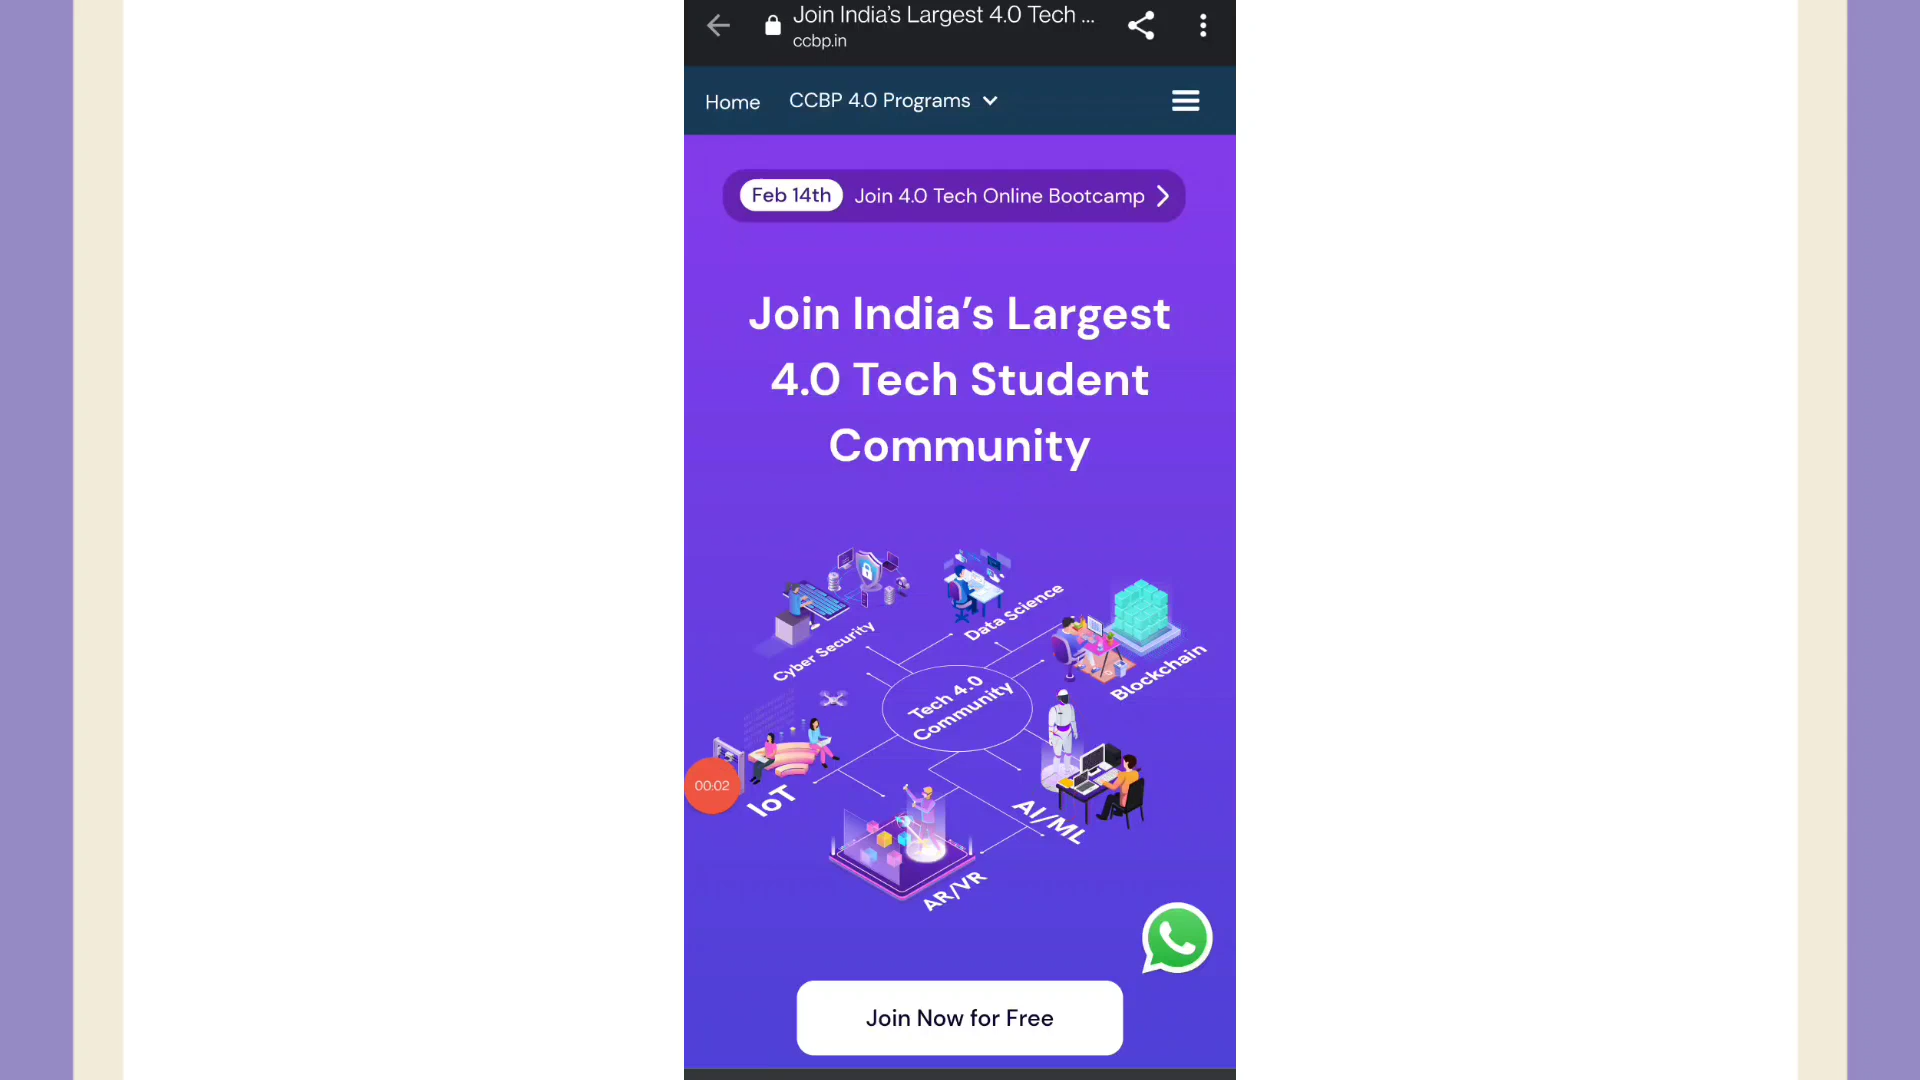 Join India’s Largest 4.0 Tech ...
ccbp.in
Home CCBP 4.0 Programs
Feb 14th Join 4.0 Tech Online Bootcamp
Join India’s Largest
4.0 Tech Student
Community
Cyber Security
Data Science
Blockchain
Tech 4.0
Community
IoT
AI/ML
AR/VR
00:02
Join Now for Free